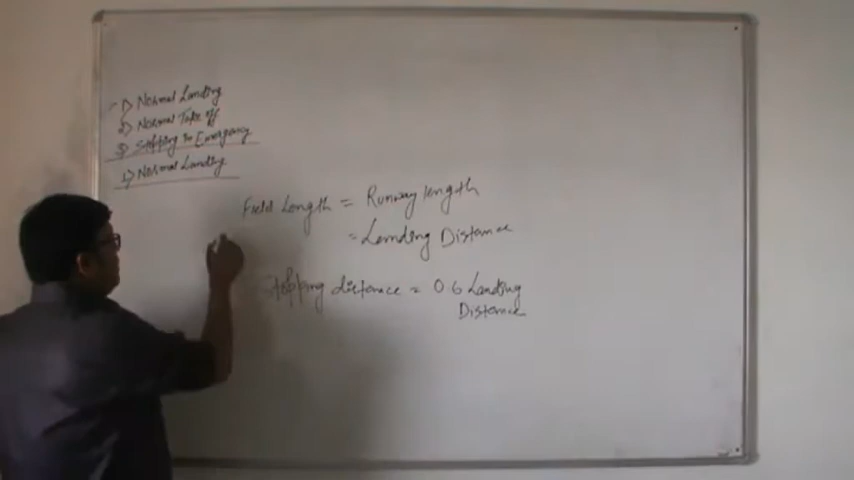 1) Normal Landing
2) Normal Take off
3) Stopping in Emergency
1) Normal Landing
Field Length = Runway length
= Landing Distance
Stopping distance = 0.6 Landing
Distance